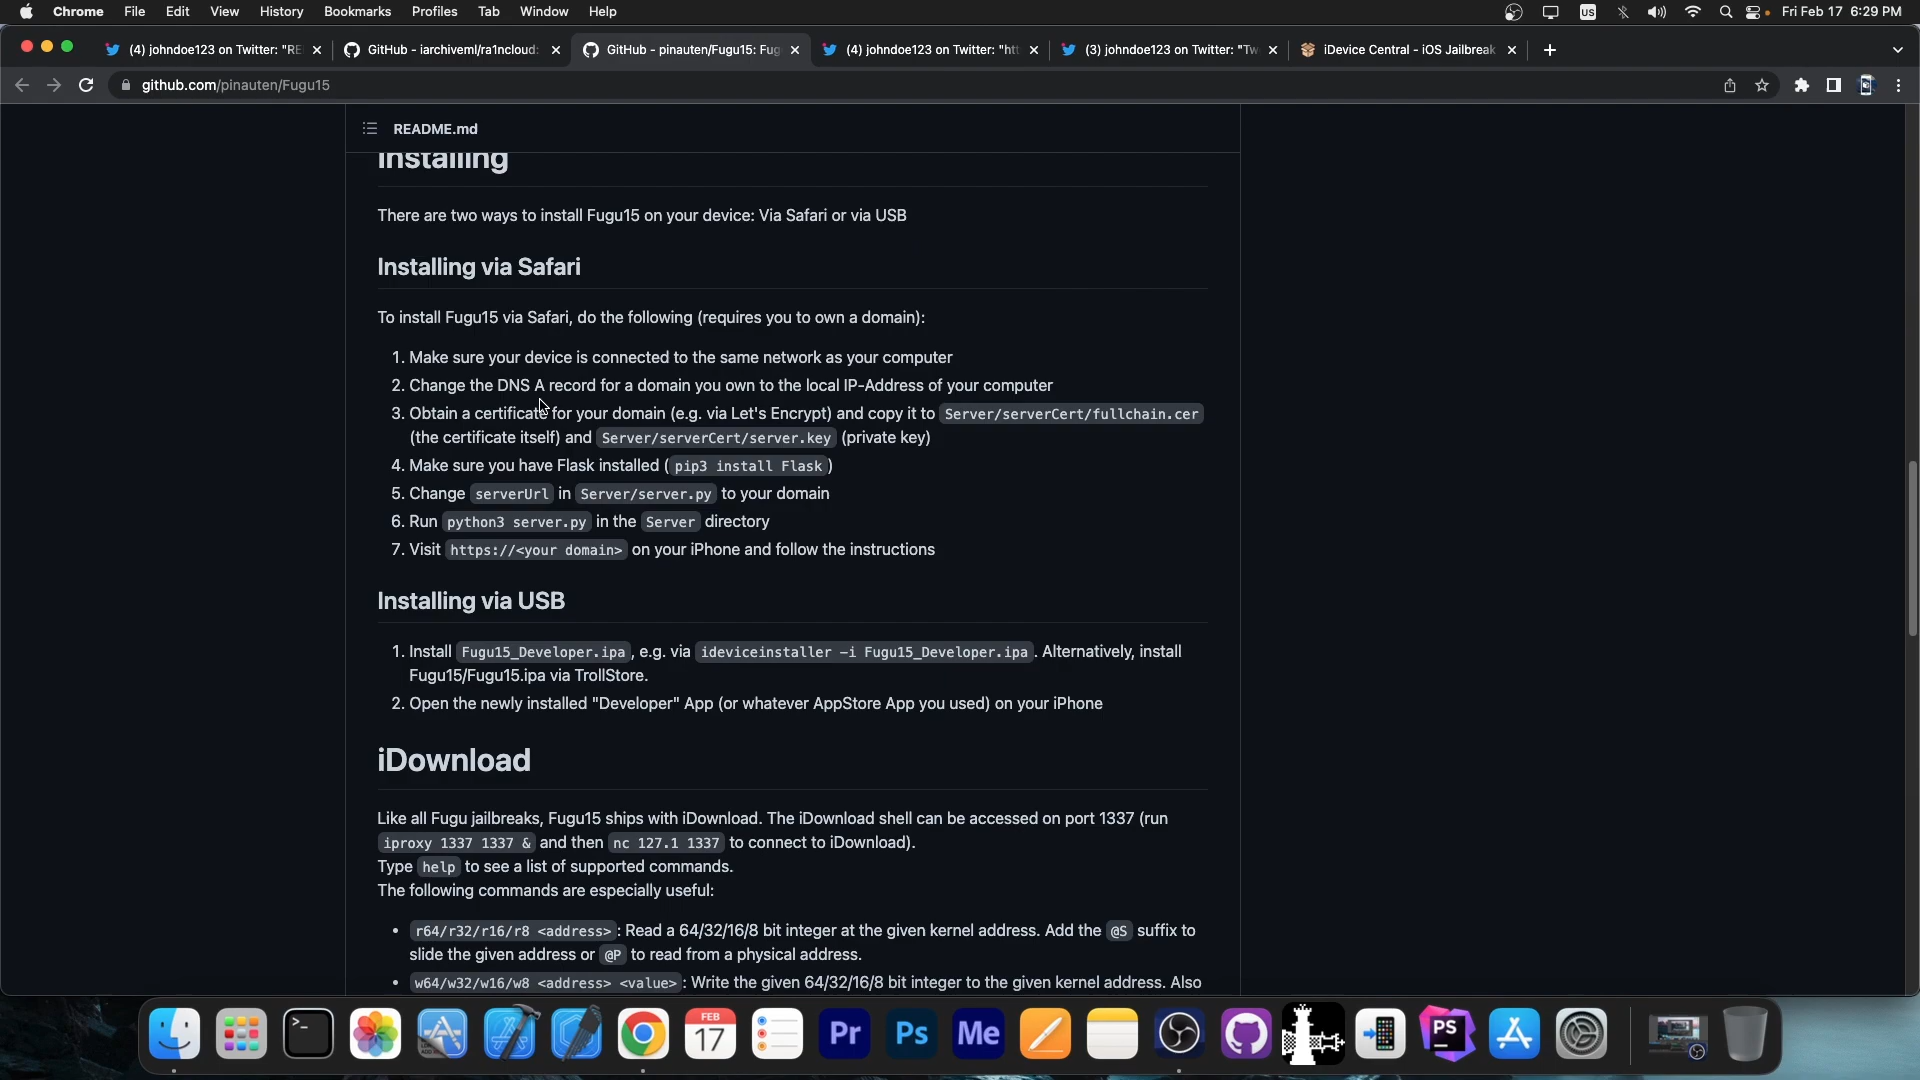 Chrome File Edit View History Bookmarks Profiles Tab Window Help US Fri Feb 17 6:29 PM
(4) johndoe123 on Twitter: "RE GitHub - iarchiveml/ra1ncloud: GitHub - pinauten/Fugu15: Fug (4) johndoe123 on Twitter: "htt (3) johndoe123 on Twitter: "Tw iDevice Central - iOS Jailbreak
github.com/pinauten/Fugu15
README.md
Installing
There are two ways to install Fugu15 on your device: Via Safari or via USB
Installing via Safari
To install Fugu15 via Safari, do the following (requires you to own a domain):
1. Make sure your device is connected to the same network as your computer
2. Change the DNS A record for a domain you own to the local IP-Address of your computer
3. Obtain a certificate for your domain (e.g. via Let's Encrypt) and copy it to Server/serverCert/fullchain.cer
(the certificate itself) and Server/serverCert/server.key (private key)
4. Make sure you have Flask installed ( pip3 install Flask )
5. Change serverUrl in Server/server.py to your domain
6. Run python3 server.py in the Server directory
7. Visit https://<your domain> on your iPhone and follow the instructions
Installing via USB
1. Install Fugu15_Developer.ipa , e.g. via ideviceinstaller -i Fugu15_Developer.ipa . Alternatively, install
Fugu15/Fugu15.ipa via TrollStore.
2. Open the newly installed "Developer" App (or whatever AppStore App you used) on your iPhone
iDownload
Like all Fugu jailbreaks, Fugu15 ships with iDownload. The iDownload shell can be accessed on port 1337 (run
iproxy 1337 1337 & and then nc 127.1 1337 to connect to iDownload).
Type help to see a list of supported commands.
The following commands are especially useful:
• r64/r32/r16/r8 <address> : Read a 64/32/16/8 bit integer at the given kernel address. Add the @S suffix to
slide the given address or @P to read from a physical address.
• w64/w32/w16/w8 <address> <value> : Write the given 64/32/16/8 bit integer to the given kernel address. Also
FEB
17 Pr Ps Me PS